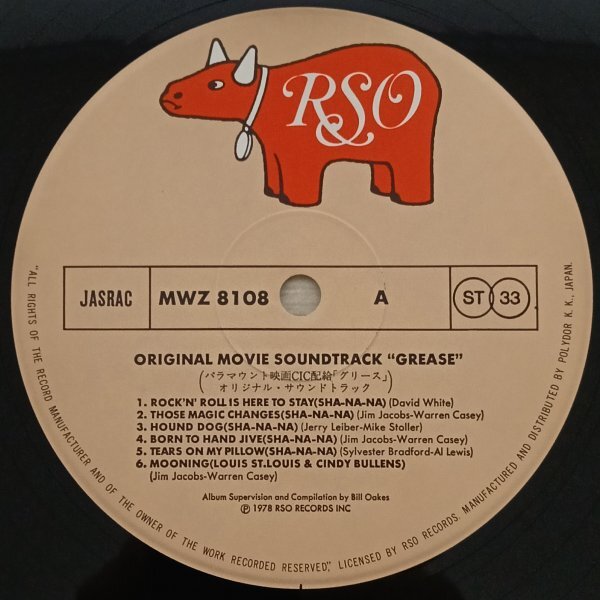 RSO
JASRAC
MWZ 8108
A
ST 33
ORIGINAL MOVIE SOUNDTRACK “GREASE”
(パラマウント映画CIC配給「グリース」
オリジナル・サウンドトラック)
1. ROCK'N' ROLL IS HERE TO STAY(SHA-NA-NA) (David White)
2. THOSE MAGIC CHANGES(SHA-NA-NA) (Jim Jacobs-Warren Casey)
3. HOUND DOG(SHA-NA-NA) (Jerry Leiber-Mike Stoller)
4. BORN TO HAND JIVE(SHA-NA-NA) (Jim Jacobs-Warren Casey)
5. TEARS ON MY PILLOW(SHA-NA-NA) (Sylvester Bradford-Al Lewis)
6. MOONING(LOUIS ST.LOUIS & CINDY BULLENS)
(Jim Jacobs-Warren Casey)
Album Supervision and Compilation by Bill Oakes
℗ 1978 RSO RECORDS INC
“ALL RIGHTS OF THE RECORD MANUFACTURER AND OF THE OWNER OF THE WORK RECORDED RESERVED”, LICENSED BY RSO RECORDS. MANUFACTURED AND DISTRIBUTED BY POLYDOR K. K., JAPAN.